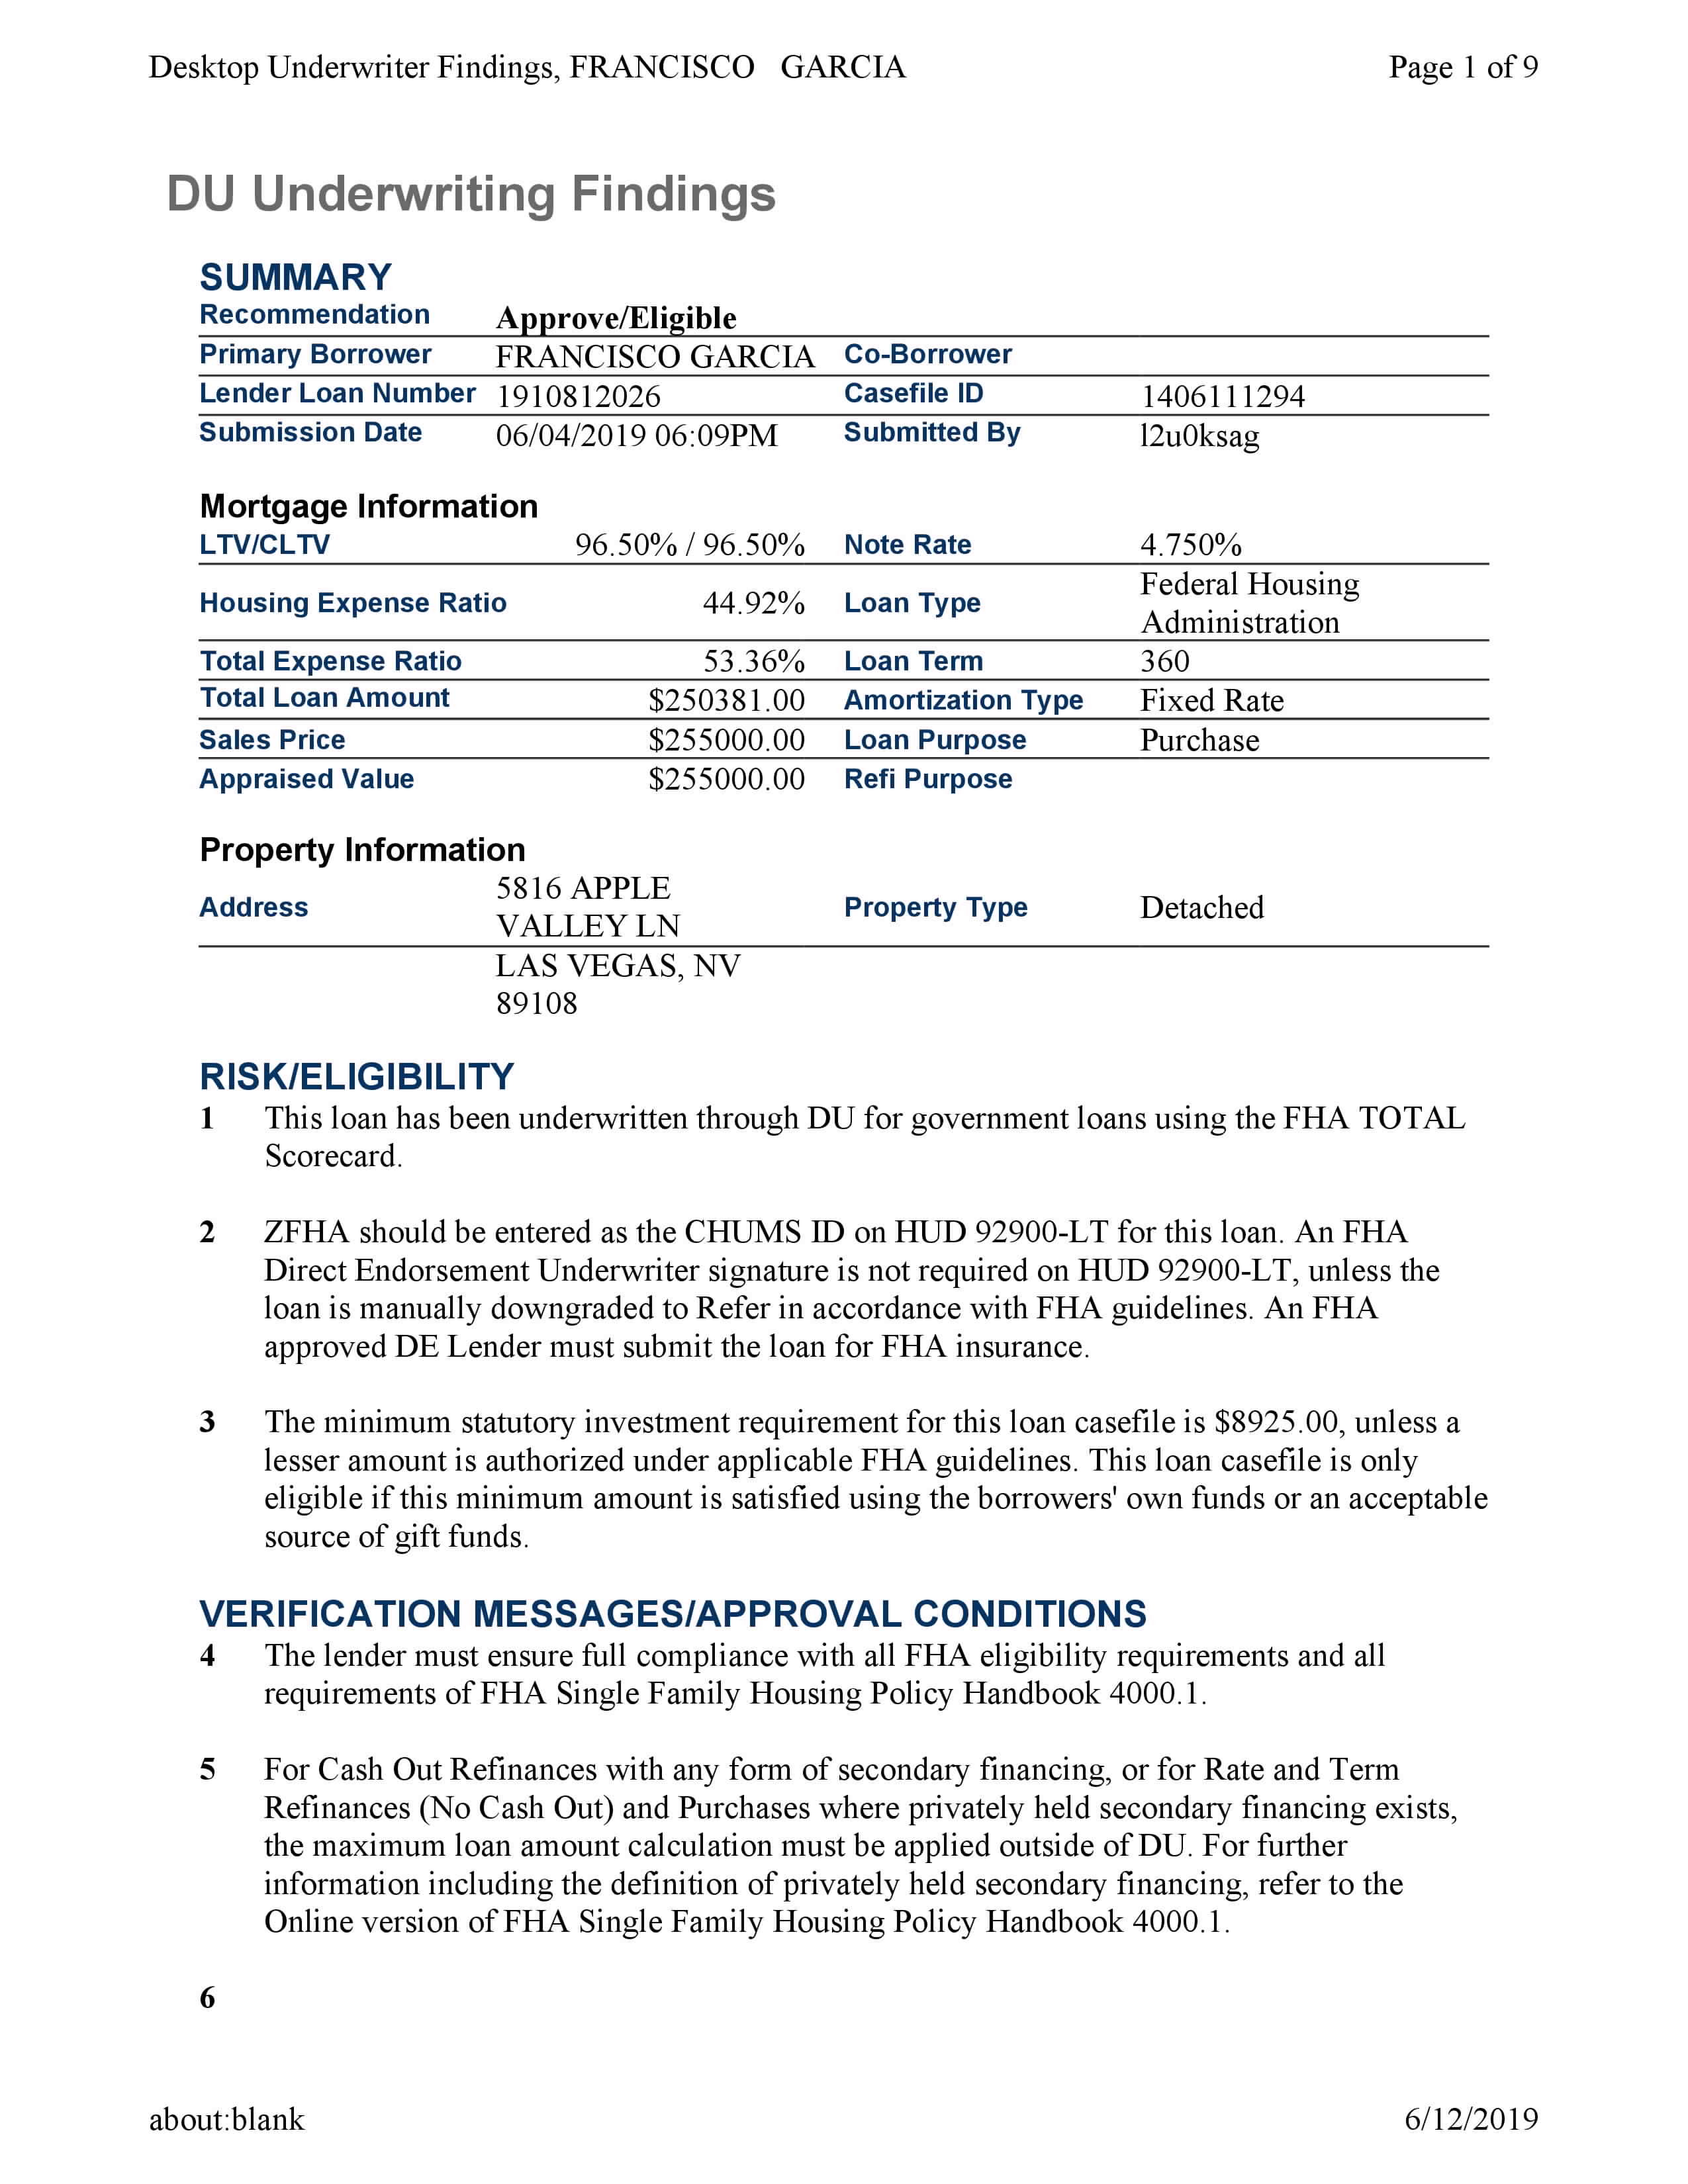 Desktop Underwriter Findings, FRANCISCO GARCIA Page 1 of 9
DU Underwriting Findings
SUMMARY
Recommendation Approve/Eligible
Primary Borrower FRANCISCO GARCIA Co-Borrower
Lender Loan Number 1910812026 Casefile ID 1406111294
Submission Date 06/04/2019 06:09PM Submitted By l2u0ksag
Mortgage Information
LTV/CLTV 96.50% / 96.50% Note Rate 4.750%
Housing Expense Ratio 44.92% Loan Type Federal Housing
Administration
Total Expense Ratio 53.36% Loan Term 360
Total Loan Amount $250381.00 Amortization Type Fixed Rate
Sales Price $255000.00 Loan Purpose Purchase
Appraised Value $255000.00 Refi Purpose
Property Information
Address 5816 APPLE
VALLEY LN Property Type Detached
LAS VEGAS, NV
89108
RISK/ELIGIBILITY
1 This loan has been underwritten through DU for government loans using the FHA TOTAL
Scorecard.
2 ZFHA should be entered as the CHUMS ID on HUD 92900-LT for this loan. An FHA
Direct Endorsement Underwriter signature is not required on HUD 92900-LT, unless the
loan is manually downgraded to Refer in accordance with FHA guidelines. An FHA
approved DE Lender must submit the loan for FHA insurance.
3 The minimum statutory investment requirement for this loan casefile is $8925.00, unless a
lesser amount is authorized under applicable FHA guidelines. This loan casefile is only
eligible if this minimum amount is satisfied using the borrowers' own funds or an acceptable
source of gift funds.
VERIFICATION MESSAGES/APPROVAL CONDITIONS
4 The lender must ensure full compliance with all FHA eligibility requirements and all
requirements of FHA Single Family Housing Policy Handbook 4000.1.
5 For Cash Out Refinances with any form of secondary financing, or for Rate and Term
Refinances (No Cash Out) and Purchases where privately held secondary financing exists,
the maximum loan amount calculation must be applied outside of DU. For further
information including the definition of privately held secondary financing, refer to the
Online version of FHA Single Family Housing Policy Handbook 4000.1.
6
about:blank 6/12/2019